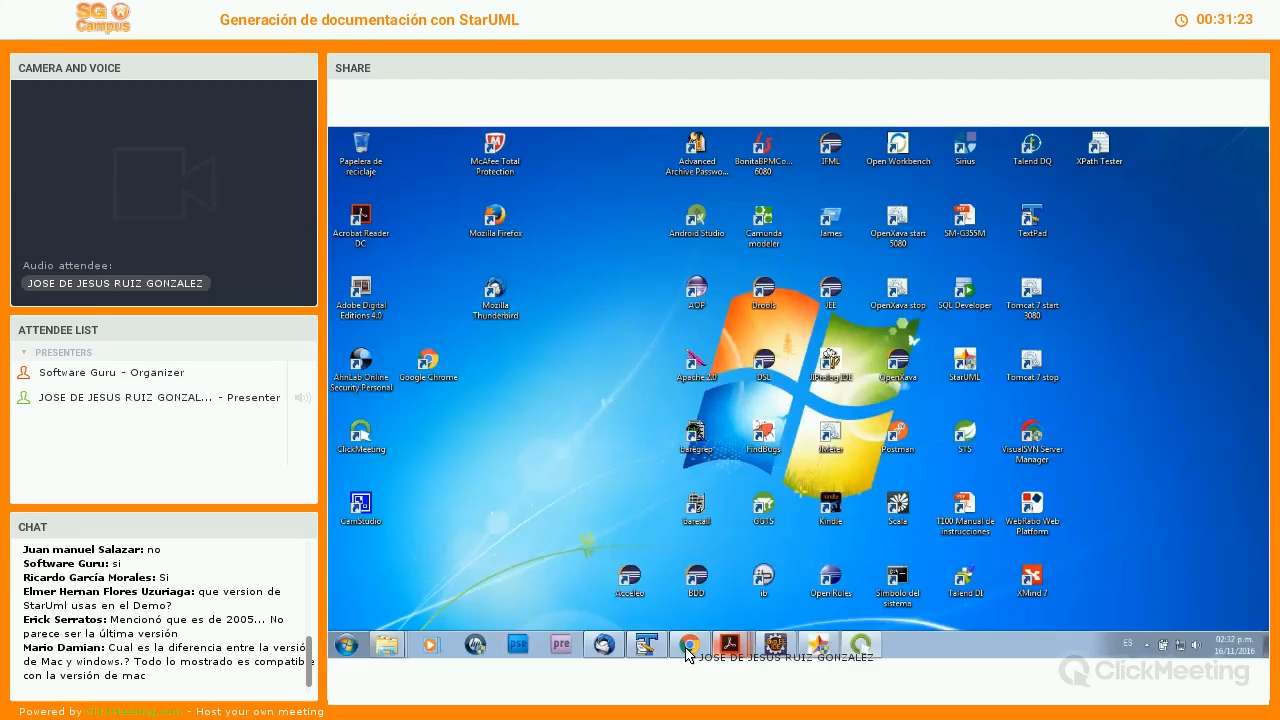 SG
Campus
Generación de documentación con StarUML
00:31:23
CAMERA AND VOICE
Audio attendee:
JOSE DE JESUS RUIZ GONZALEZ
ATTENDEE LIST
PRESENTERS
Software Guru - Organizer
JOSE DE JESUS RUIZ GONZAL... - Presenter
CHAT
Juan manuel Salazar: no
Software Guru: si
Ricardo García Morales: Si
Elmer Hernan Flores Uzuriaga: que version de
StarUml usas en el Demo?
Erick Serratos: Mencionó que es de 2005... No
parece ser la última versión
Mario Damian: Cual es la diferencia entre la versió
de Mac y windows.? Todo lo mostrado es compatible
con la versión de mac
Powered by ClickMeeting.com - Host your own meeting
SHARE
Papelera de
reciclaje
McAfee Total
Protection
Advanced
Archive Passwo...
BonitaBPMCo...
6080
IFML
Open Workbench
Sirius
Talend DQ
XPath Tester
Acrobat Reader
DC
Mozilla Firefox
Android Studio
Camunda
modeler
James
OpenXava start
5080
SM-G355M
TextPad
Adobe Digital
Editions 4.0
Mozilla
Thunderbird
AOP
Drools
JEE
OpenXava stop
SQL Developer
Tomcat 7 start
3080
AhnLab Online
Security Personal
Google Chrome
Apache 2.0
DSL
JIProlog IDE
OpenXava
StarUML
Tomcat 7 stop
ClickMeeting
baregrep
FindBugs
JMeter
Postman
STS
VisualSVN Server
Manager
CamStudio
baretail
GGTS
Kindle
Scala
T100 Manual de
instrucciones
WebRatio Web
Platform
Acceleo
BDD
ib
Open Rules
Símbolo del
sistema
Talend DI
XMind 7
pse
pre
ES
02:32 p.m.
16/11/2016
JOSE DE JESUS RUIZ GONZALEZ
ClickMeeting